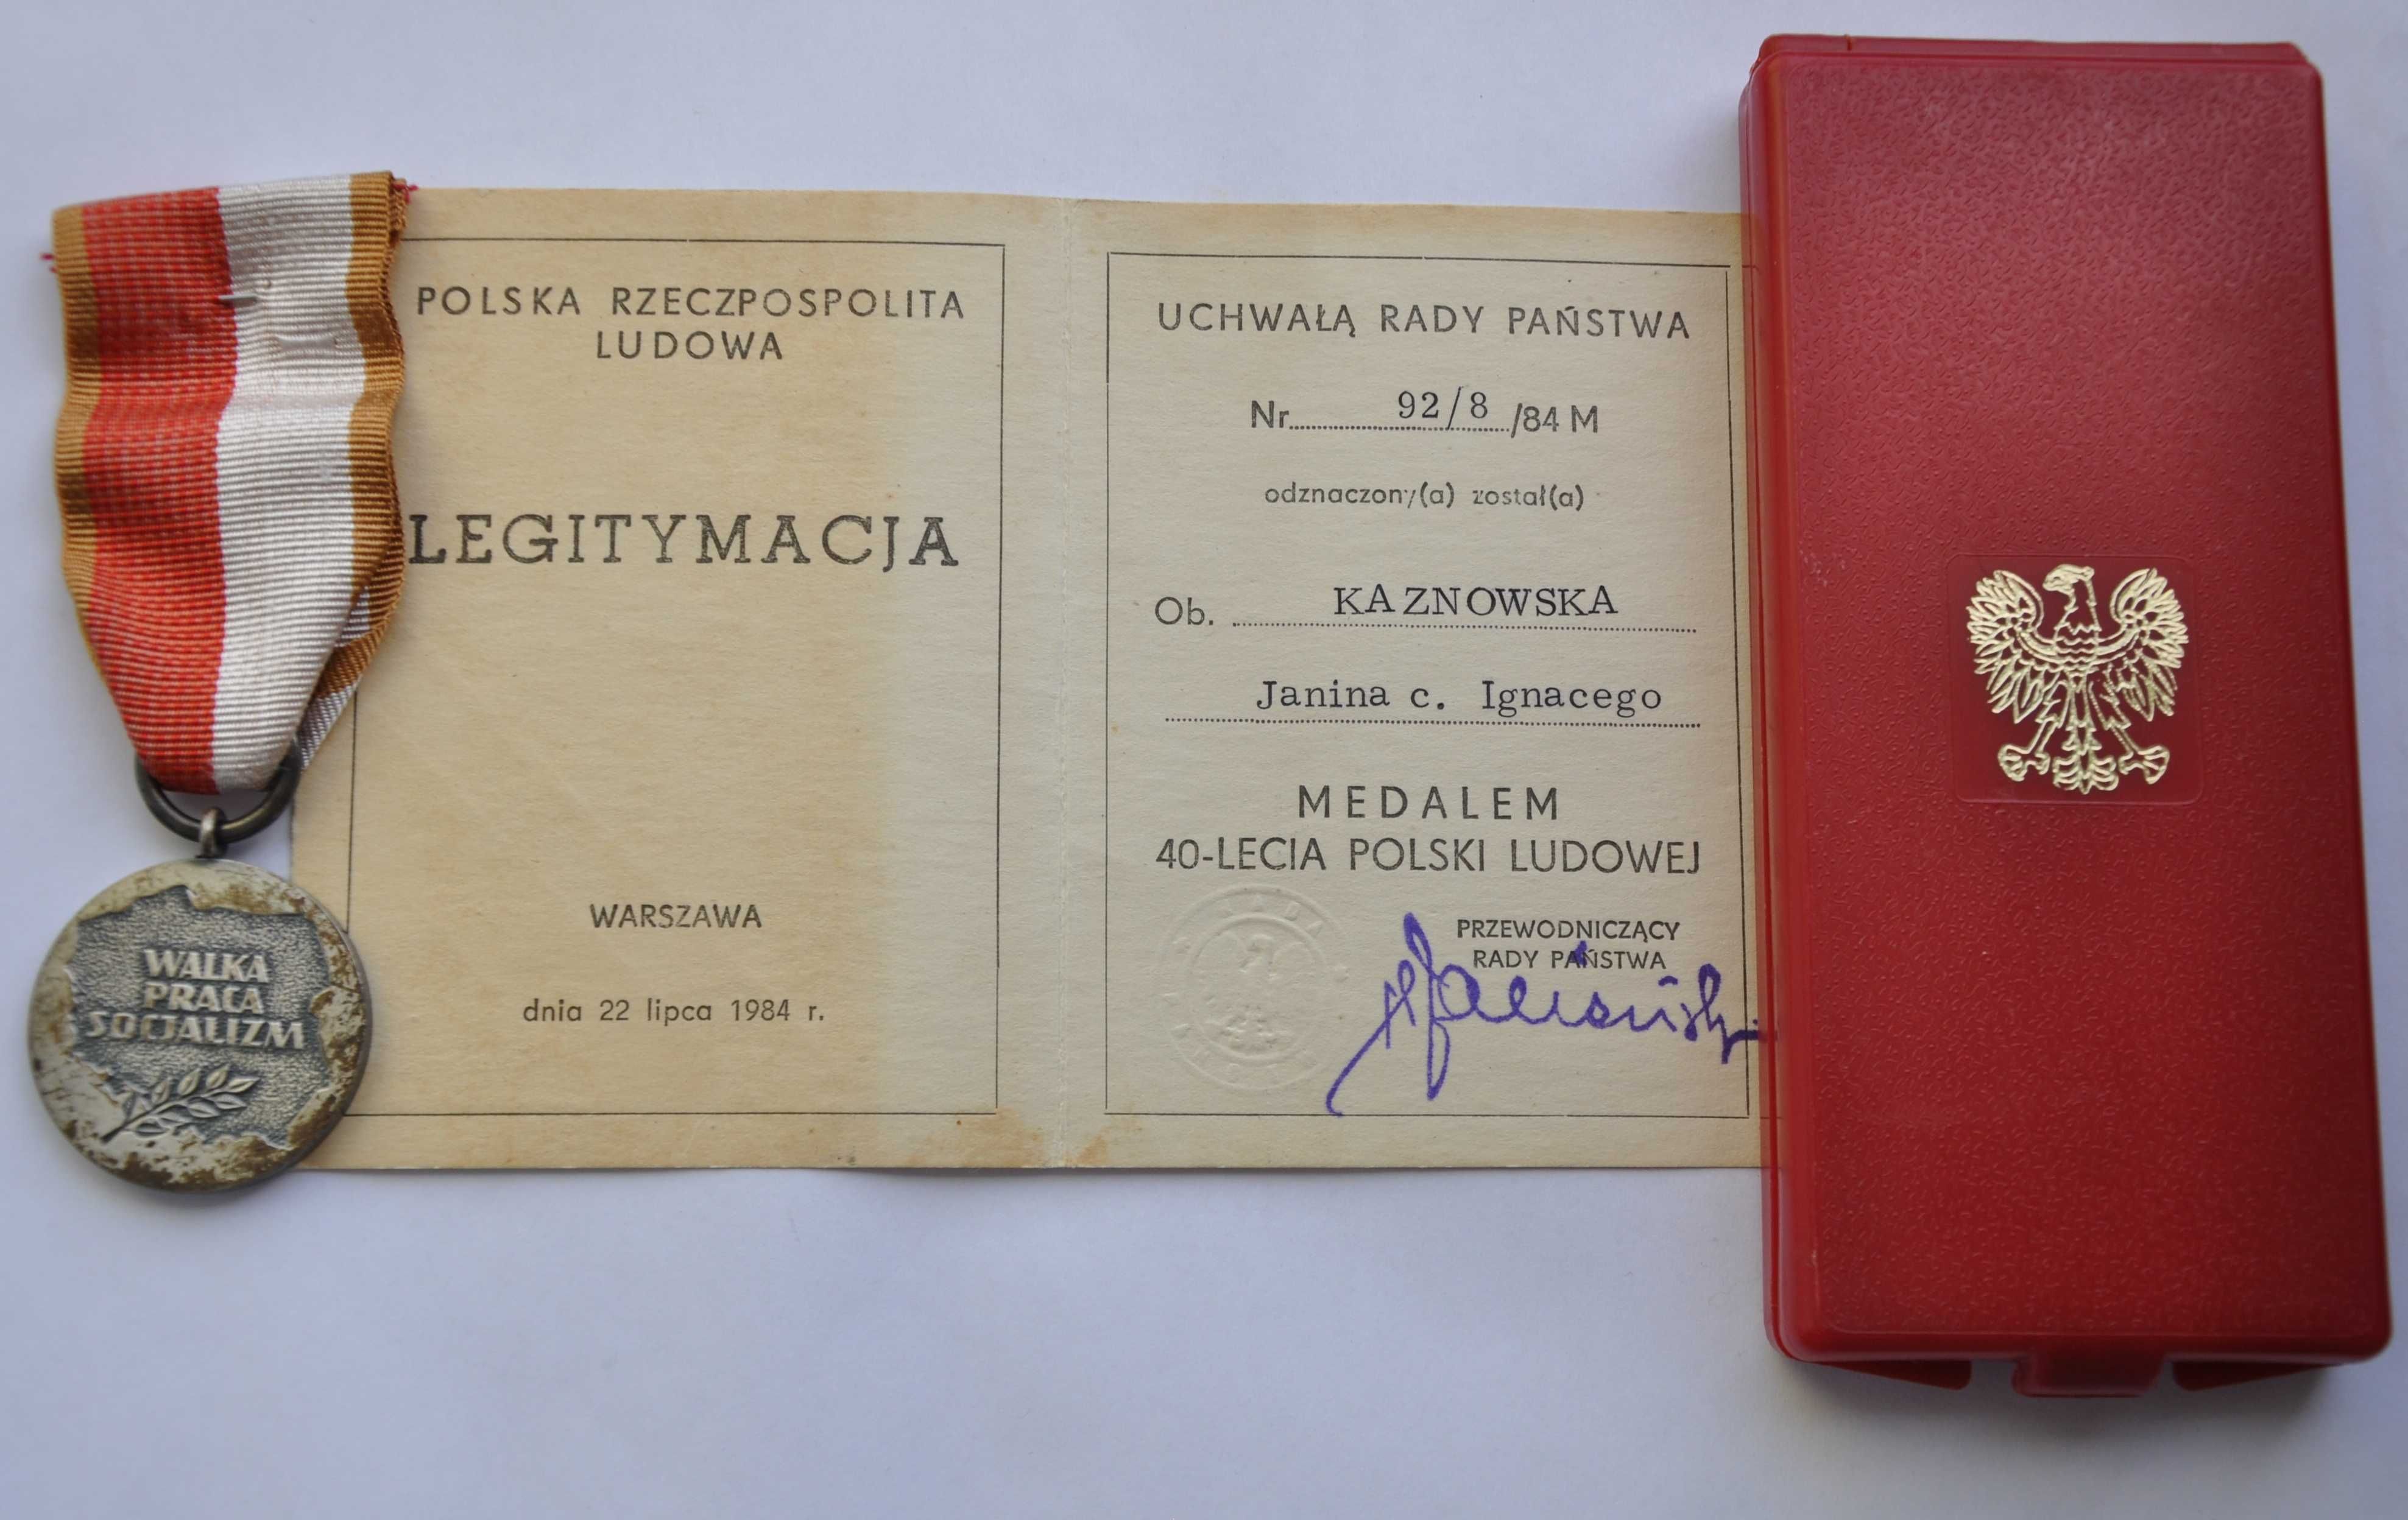 POLSKA RZECZPOSPOLITA
LUDOWA
LEGITYMACJA
WARSZAWA
dnia 22 lipca 1984 r.
UCHWAŁĄ RADY PAŃSTWA
Nr 92/8 /84 M
odznaczony(a) został(a)
Ob. KAZNOWSKA
Janina c. Ignacego
MEDALEM
40-LECIA POLSKI LUDOWEJ
PRZEWODNICZĄCY
RADY PAŃSTWA
WALKA
PRACA
SOCJALIZM